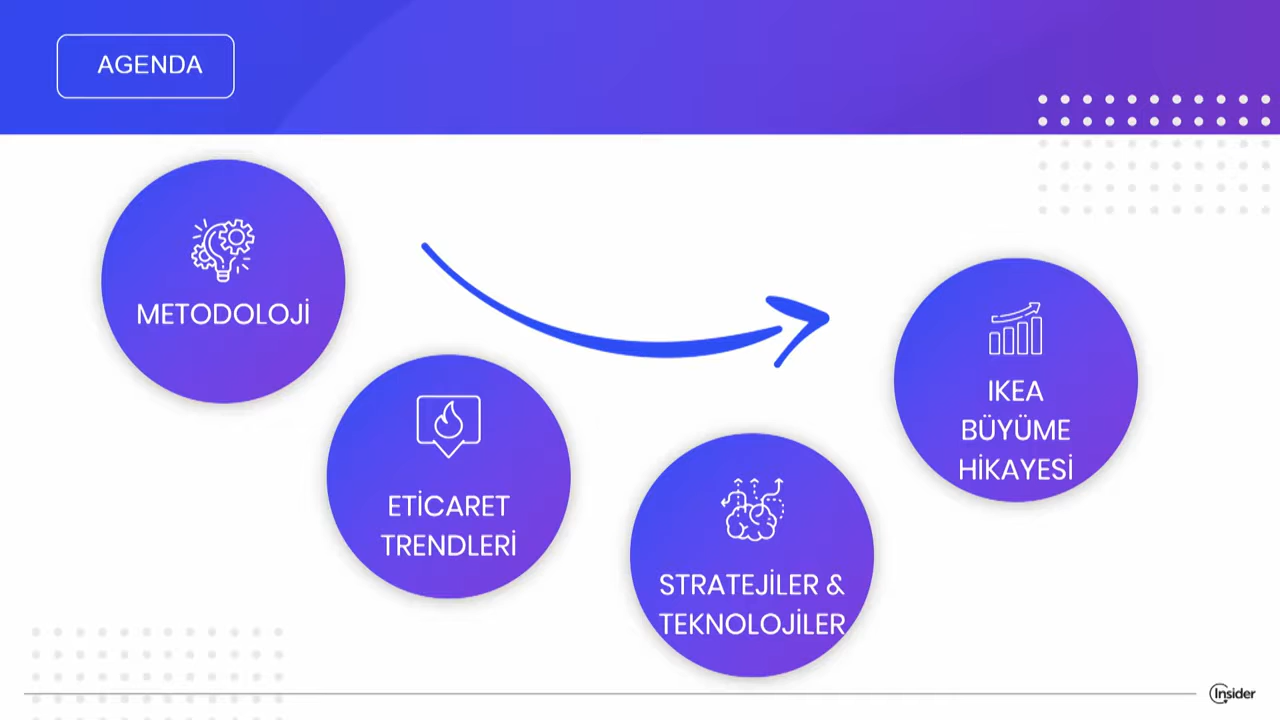 AGENDA
METODOLOJİ
ETİCARET
TRENDLERİ
STRATEJİLER &
TEKNOLOJİLER
IKEA
BÜYÜME
HİKAYESİ
Insider